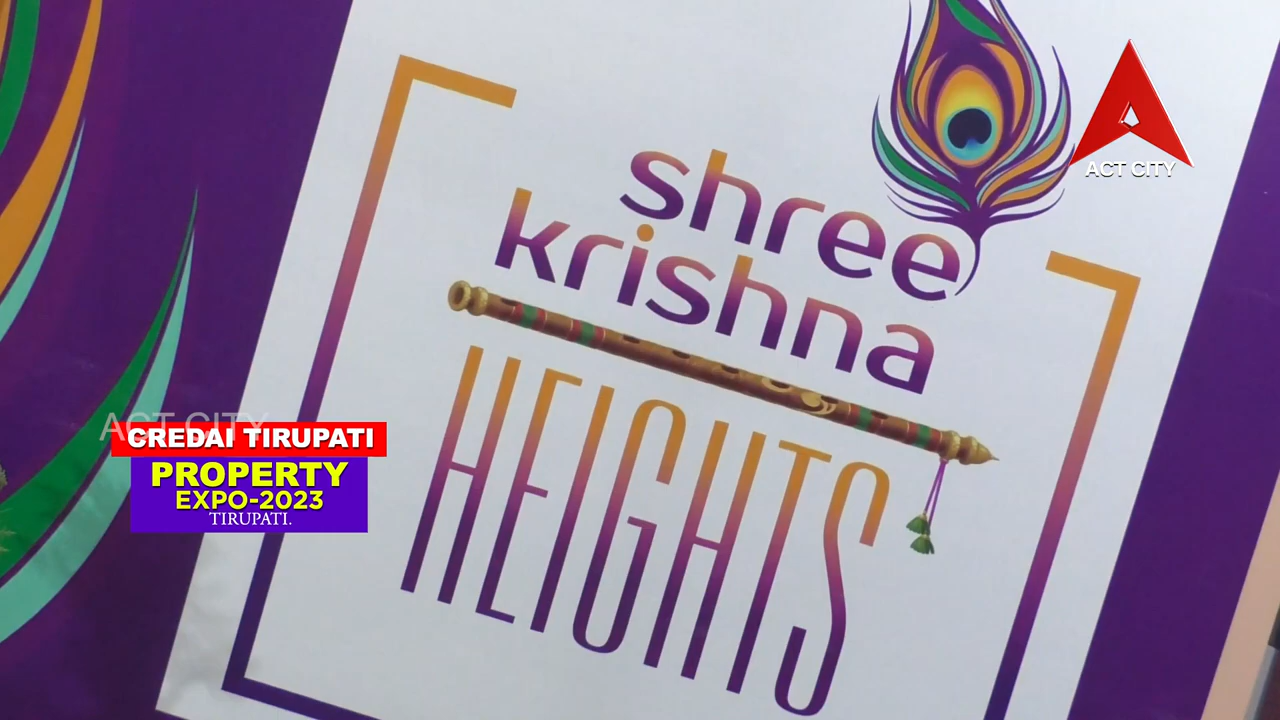 shree
krishna
HEIGHTS
ACT CITY
ACT CITY
CREDAI TIRUPATI
PROPERTY
EXPO-2023
TIRUPATI.